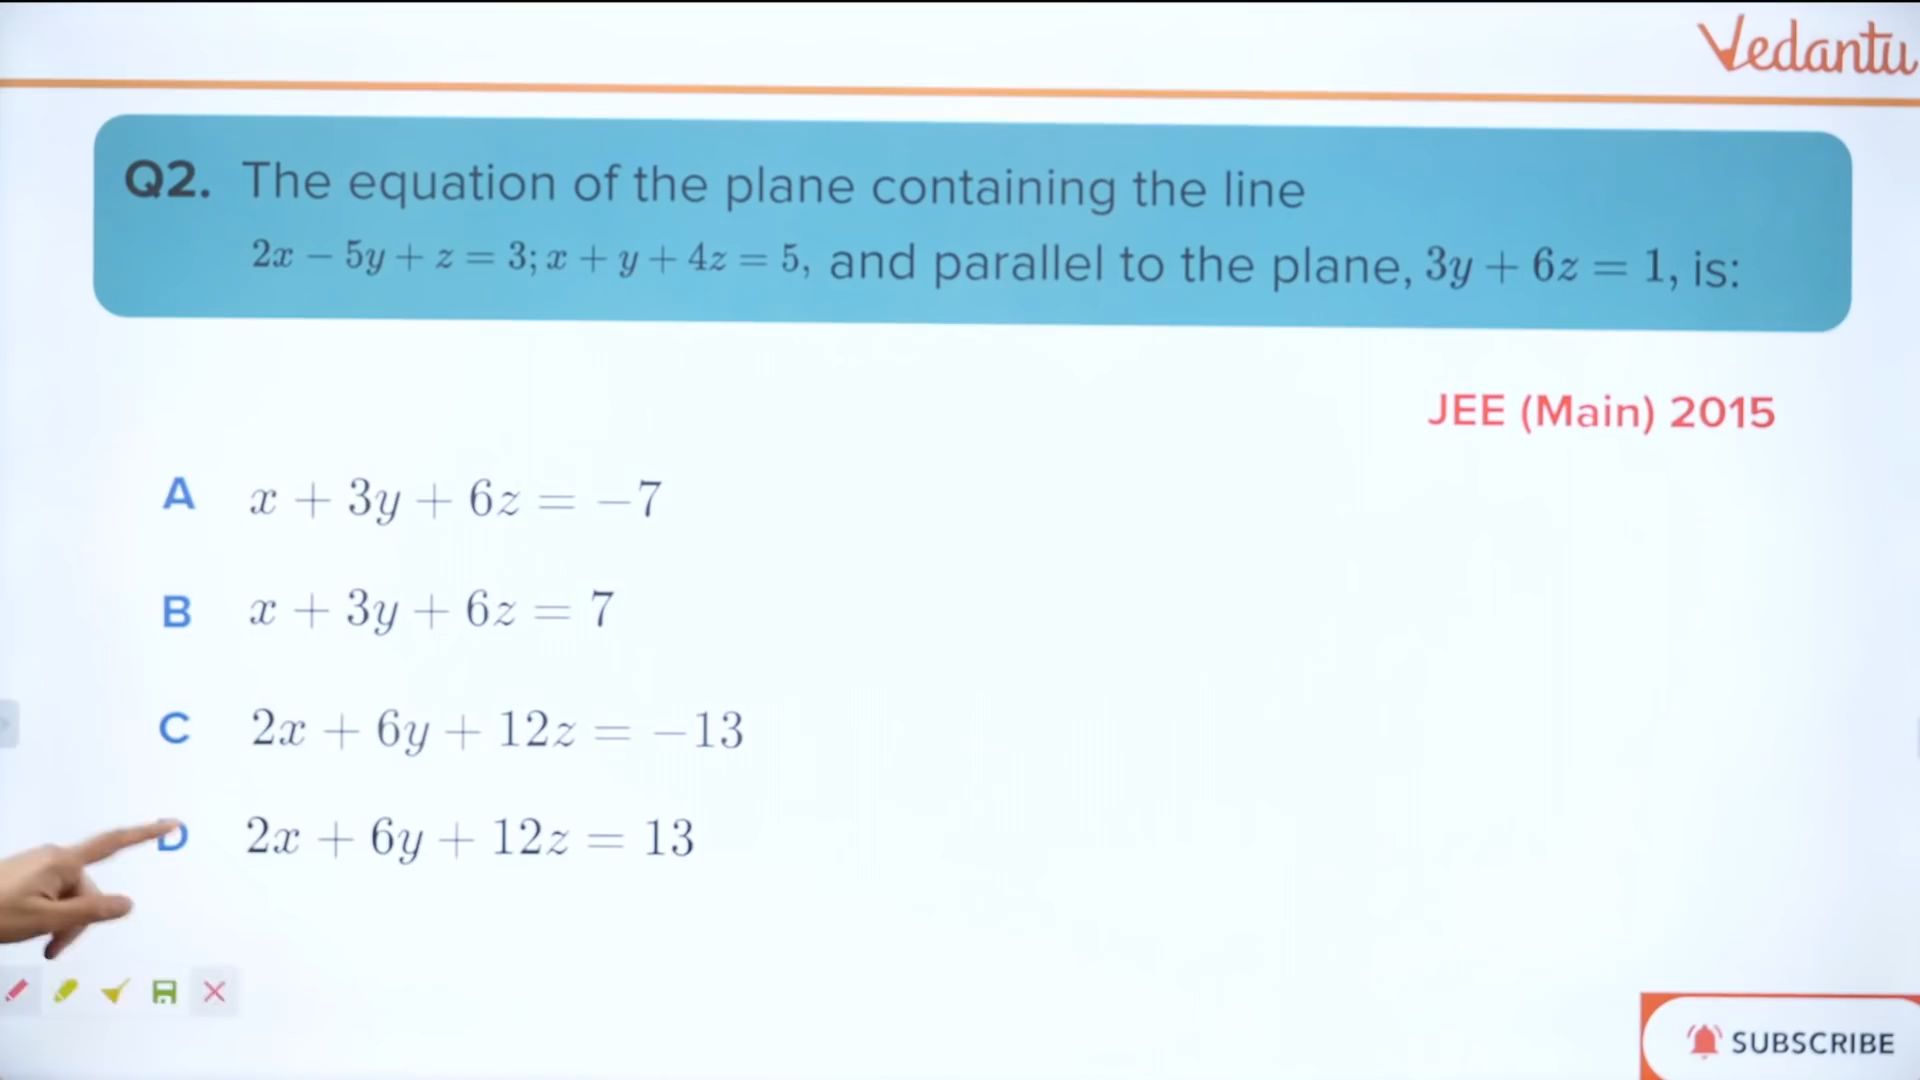 Vedantu
Q2. The equation of the plane containing the line
2x − 5y + z = 3; x + y + 4z = 5, and parallel to the plane, 3y + 6z = 1, is:
JEE (Main) 2015
A x + 3y + 6z = −7
B x + 3y + 6z = 7
C 2x + 6y + 12z = −13
D 2x + 6y + 12z = 13
SUBSCRIBE